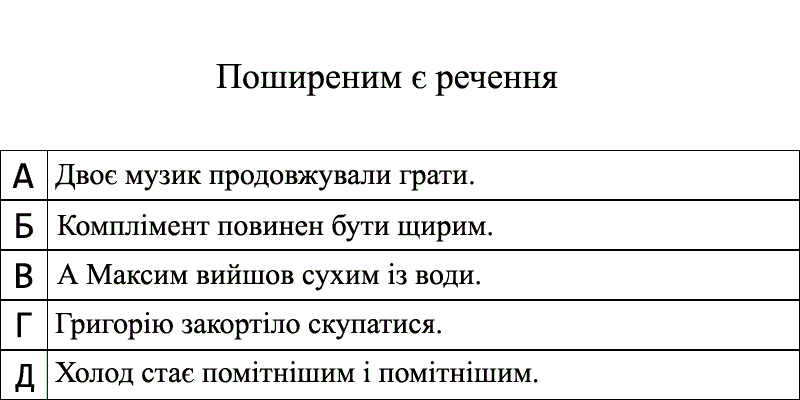 Поширеним є речення
А Двоє музик продовжували грати.
Б Комплімент повинен бути щирим.
В А Максим вийшов сухим із води.
Г Григорію закортіло скупатися.
Д Холод стає помітнішим і помітнішим.